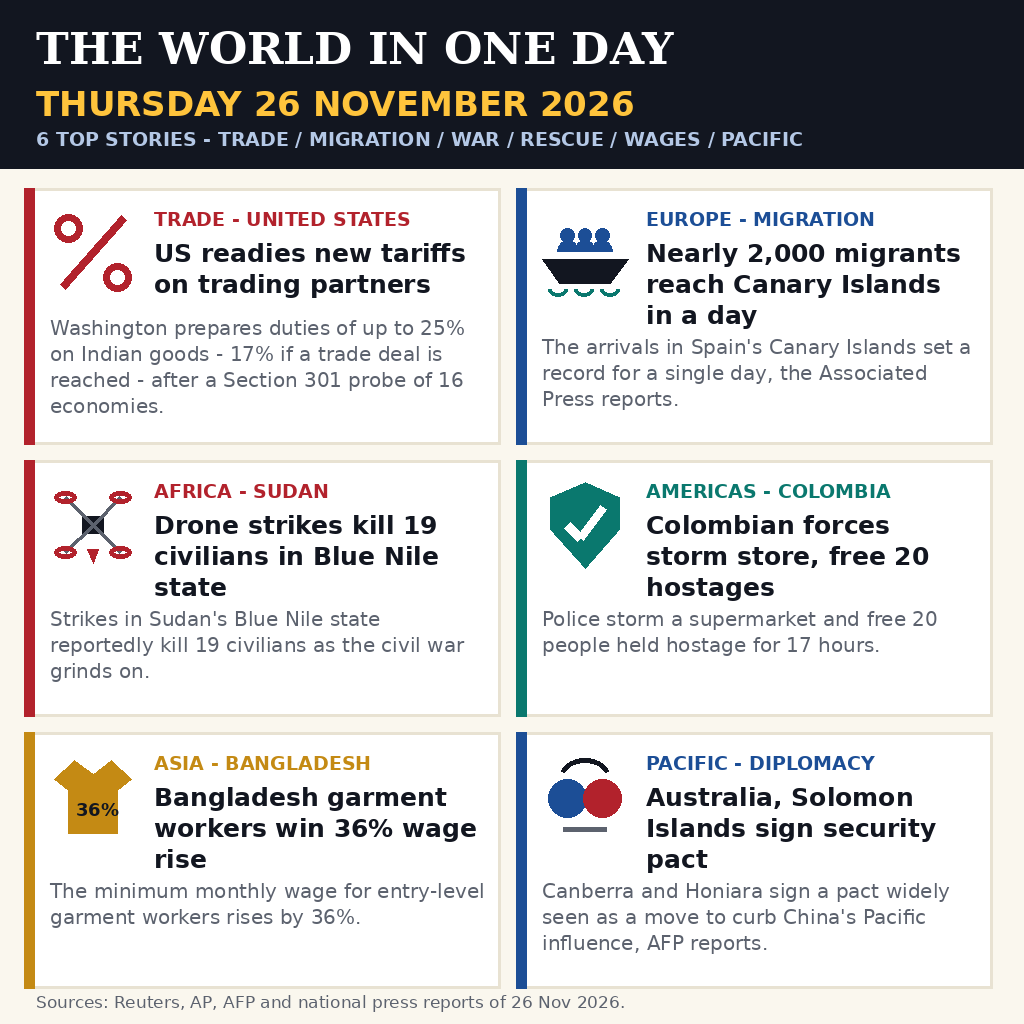 THE WORLD IN ONE DAY
THURSDAY 26 NOVEMBER 2026
6 TOP STORIES - TRADE / MIGRATION / WAR / RESCUE / WAGES / PACIFIC
TRADE - UNITED STATES
US readies new tariffs
on trading partners
Washington prepares duties of up to 25%
on Indian goods - 17% if a trade deal is
reached - after a Section 301 probe of 16
economies.
EUROPE - MIGRATION
Nearly 2,000 migrants
reach Canary Islands
in a day
The arrivals in Spain's Canary Islands set a
record for a single day, the Associated
Press reports.
AFRICA - SUDAN
Drone strikes kill 19
civilians in Blue Nile
state
Strikes in Sudan's Blue Nile state
reportedly kill 19 civilians as the civil war
grinds on.
AMERICAS - COLOMBIA
Colombian forces
storm store, free 20
hostages
Police storm a supermarket and free 20
people held hostage for 17 hours.
36%
ASIA - BANGLADESH
Bangladesh garment
workers win 36% wage
rise
The minimum monthly wage for entry-level
garment workers rises by 36%.
PACIFIC - DIPLOMACY
Australia, Solomon
Islands sign security
pact
Canberra and Honiara sign a pact widely
seen as a move to curb China's Pacific
influence, AFP reports.
Sources: Reuters, AP, AFP and national press reports of 26 Nov 2026.